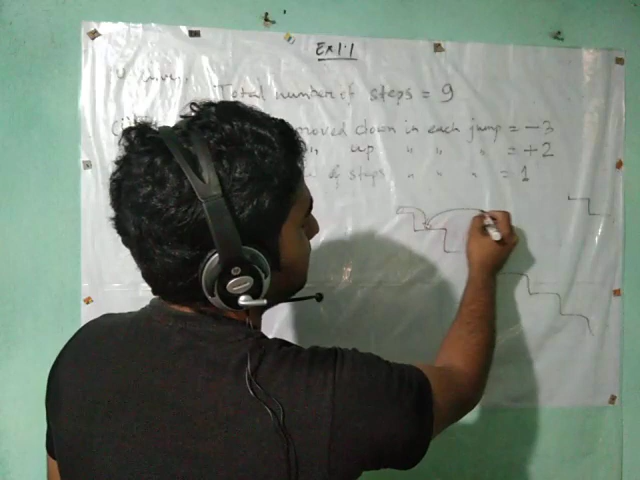 Ex 1.1
Total number of steps = 9
moved down in each jump = -3
up " " " = +2
of steps " " " = 1